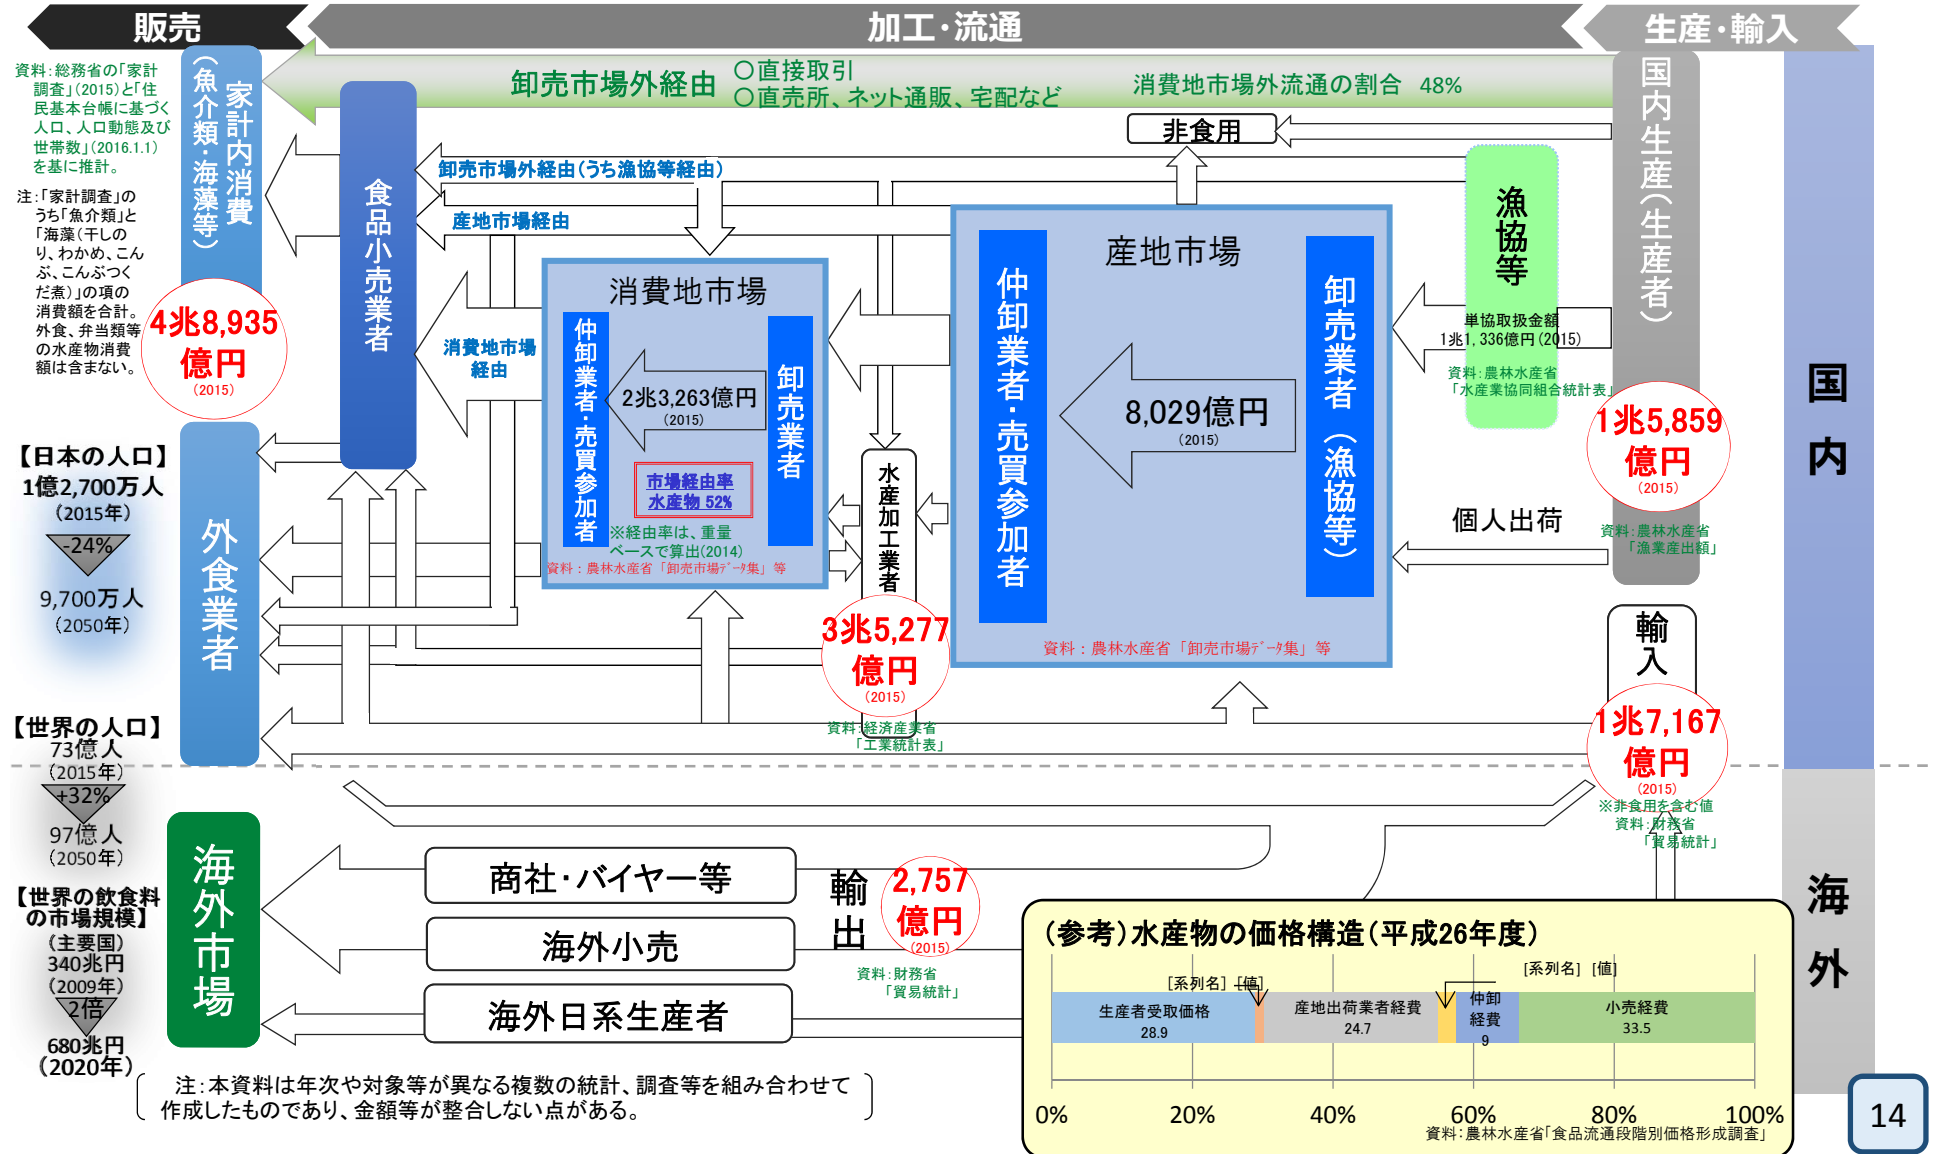 販売
加工・流通
生産・輸入
資料：総務省の「家計
調査」（2015）と「住
民基本台帳に基づく
人口、人口動態及び
世帯数」（2016.1.1）
を基に推計。
注：「家計調査」の
うち「魚介類」と
「海藻（干しの
り、わかめ、こん
ぶ、こんぶつく
だ煮）」の項の
消費額を合計。
外食、弁当類等
の水産物消費
額は含まない。
家計内消費
（魚介類・海藻等）
4兆8,935
億円
（2015）
卸売市場外経由
○直接取引
○直売所、ネット通販、宅配など
消費地市場外流通の割合 48%
非食用
国内生産（生産者）
食品小売業者
卸売市場外経由（うち漁協等経由）
産地市場経由
消費地市場
経由
消費地市場
仲卸業者・売買参加者
卸売業者
2兆3,263億円
（2015）
市場経由率
水産物 52%
※経由率は、重量
ベースで算出(2014)
資料：農林水産省「卸売市場データ集」等
産地市場
仲卸業者・売買参加者
卸売業者（漁協等）
8,029億円
（2015）
資料：農林水産省「卸売市場データ集」等
漁協等
単協取扱金額
1兆1,336億円（2015）
資料：農林水産省
「水産業協同組合統計表」
1兆5,859
億円
（2015）
資料：農林水産省
「漁業産出額」
個人出荷
国内
水産加工業者
3兆5,277
億円
（2015）
資料：経済産業省
「工業統計表」
外食業者
輸入
1兆7,167
億円
（2015）
※非食用を含む値
資料：財務省
「貿易統計」
【日本の人口】
1億2,700万人
（2015年）
-24%
9,700万人
（2050年）
【世界の人口】
73億人
（2015年）
+32%
97億人
（2050年）
【世界の飲食料
の市場規模】
（主要国）
340兆円
（2009年）
2倍
680兆円
（2020年）
海外市場
商社・バイヤー等
海外小売
海外日系生産者
輸出
2,757
億円
（2015）
資料：財務省
「貿易統計」
海外
（参考）水産物の価格構造（平成26年度）
[系列名] [値]
[系列名] [値]
生産者受取価格
28.9
産地出荷業者経費
24.7
仲卸
経費
9
小売経費
33.5
0% 20% 40% 60% 80% 100%
資料：農林水産省「食品流通段階別価格形成調査」
注：本資料は年次や対象等が異なる複数の統計、調査等を組み合わせて
作成したものであり、金額等が整合しない点がある。
14